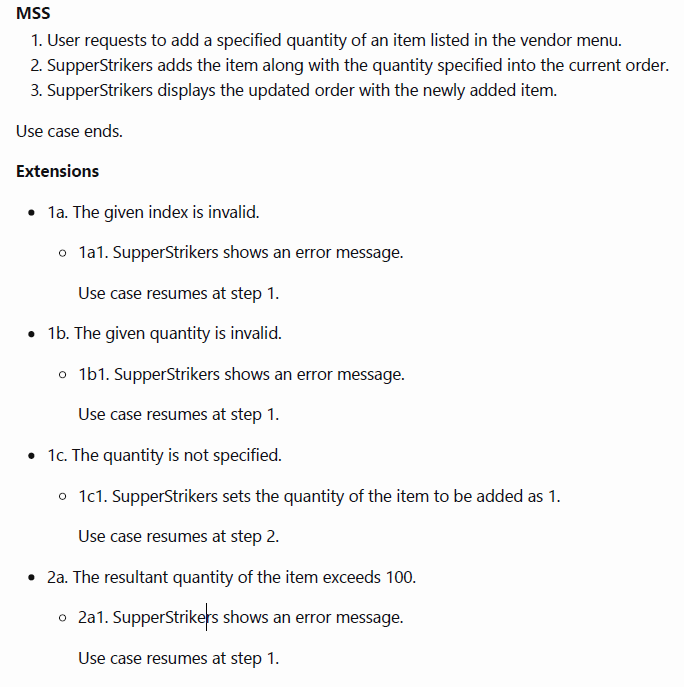 MSS
1. User requests to add a specified quantity of an item listed in the vendor menu.
2. SupperStrikers adds the item along with the quantity specified into the current order.
3. SupperStrikers displays the updated order with the newly added item.
Use case ends.
Extensions
• 1a. The given index is invalid.
◦ 1a1. SupperStrikers shows an error message.
Use case resumes at step 1.
• 1b. The given quantity is invalid.
◦ 1b1. SupperStrikers shows an error message.
Use case resumes at step 1.
• 1c. The quantity is not specified.
◦ 1c1. SupperStrikers sets the quantity of the item to be added as 1.
Use case resumes at step 2.
• 2a. The resultant quantity of the item exceeds 100.
◦ 2a1. SupperStrikers shows an error message.
Use case resumes at step 1.